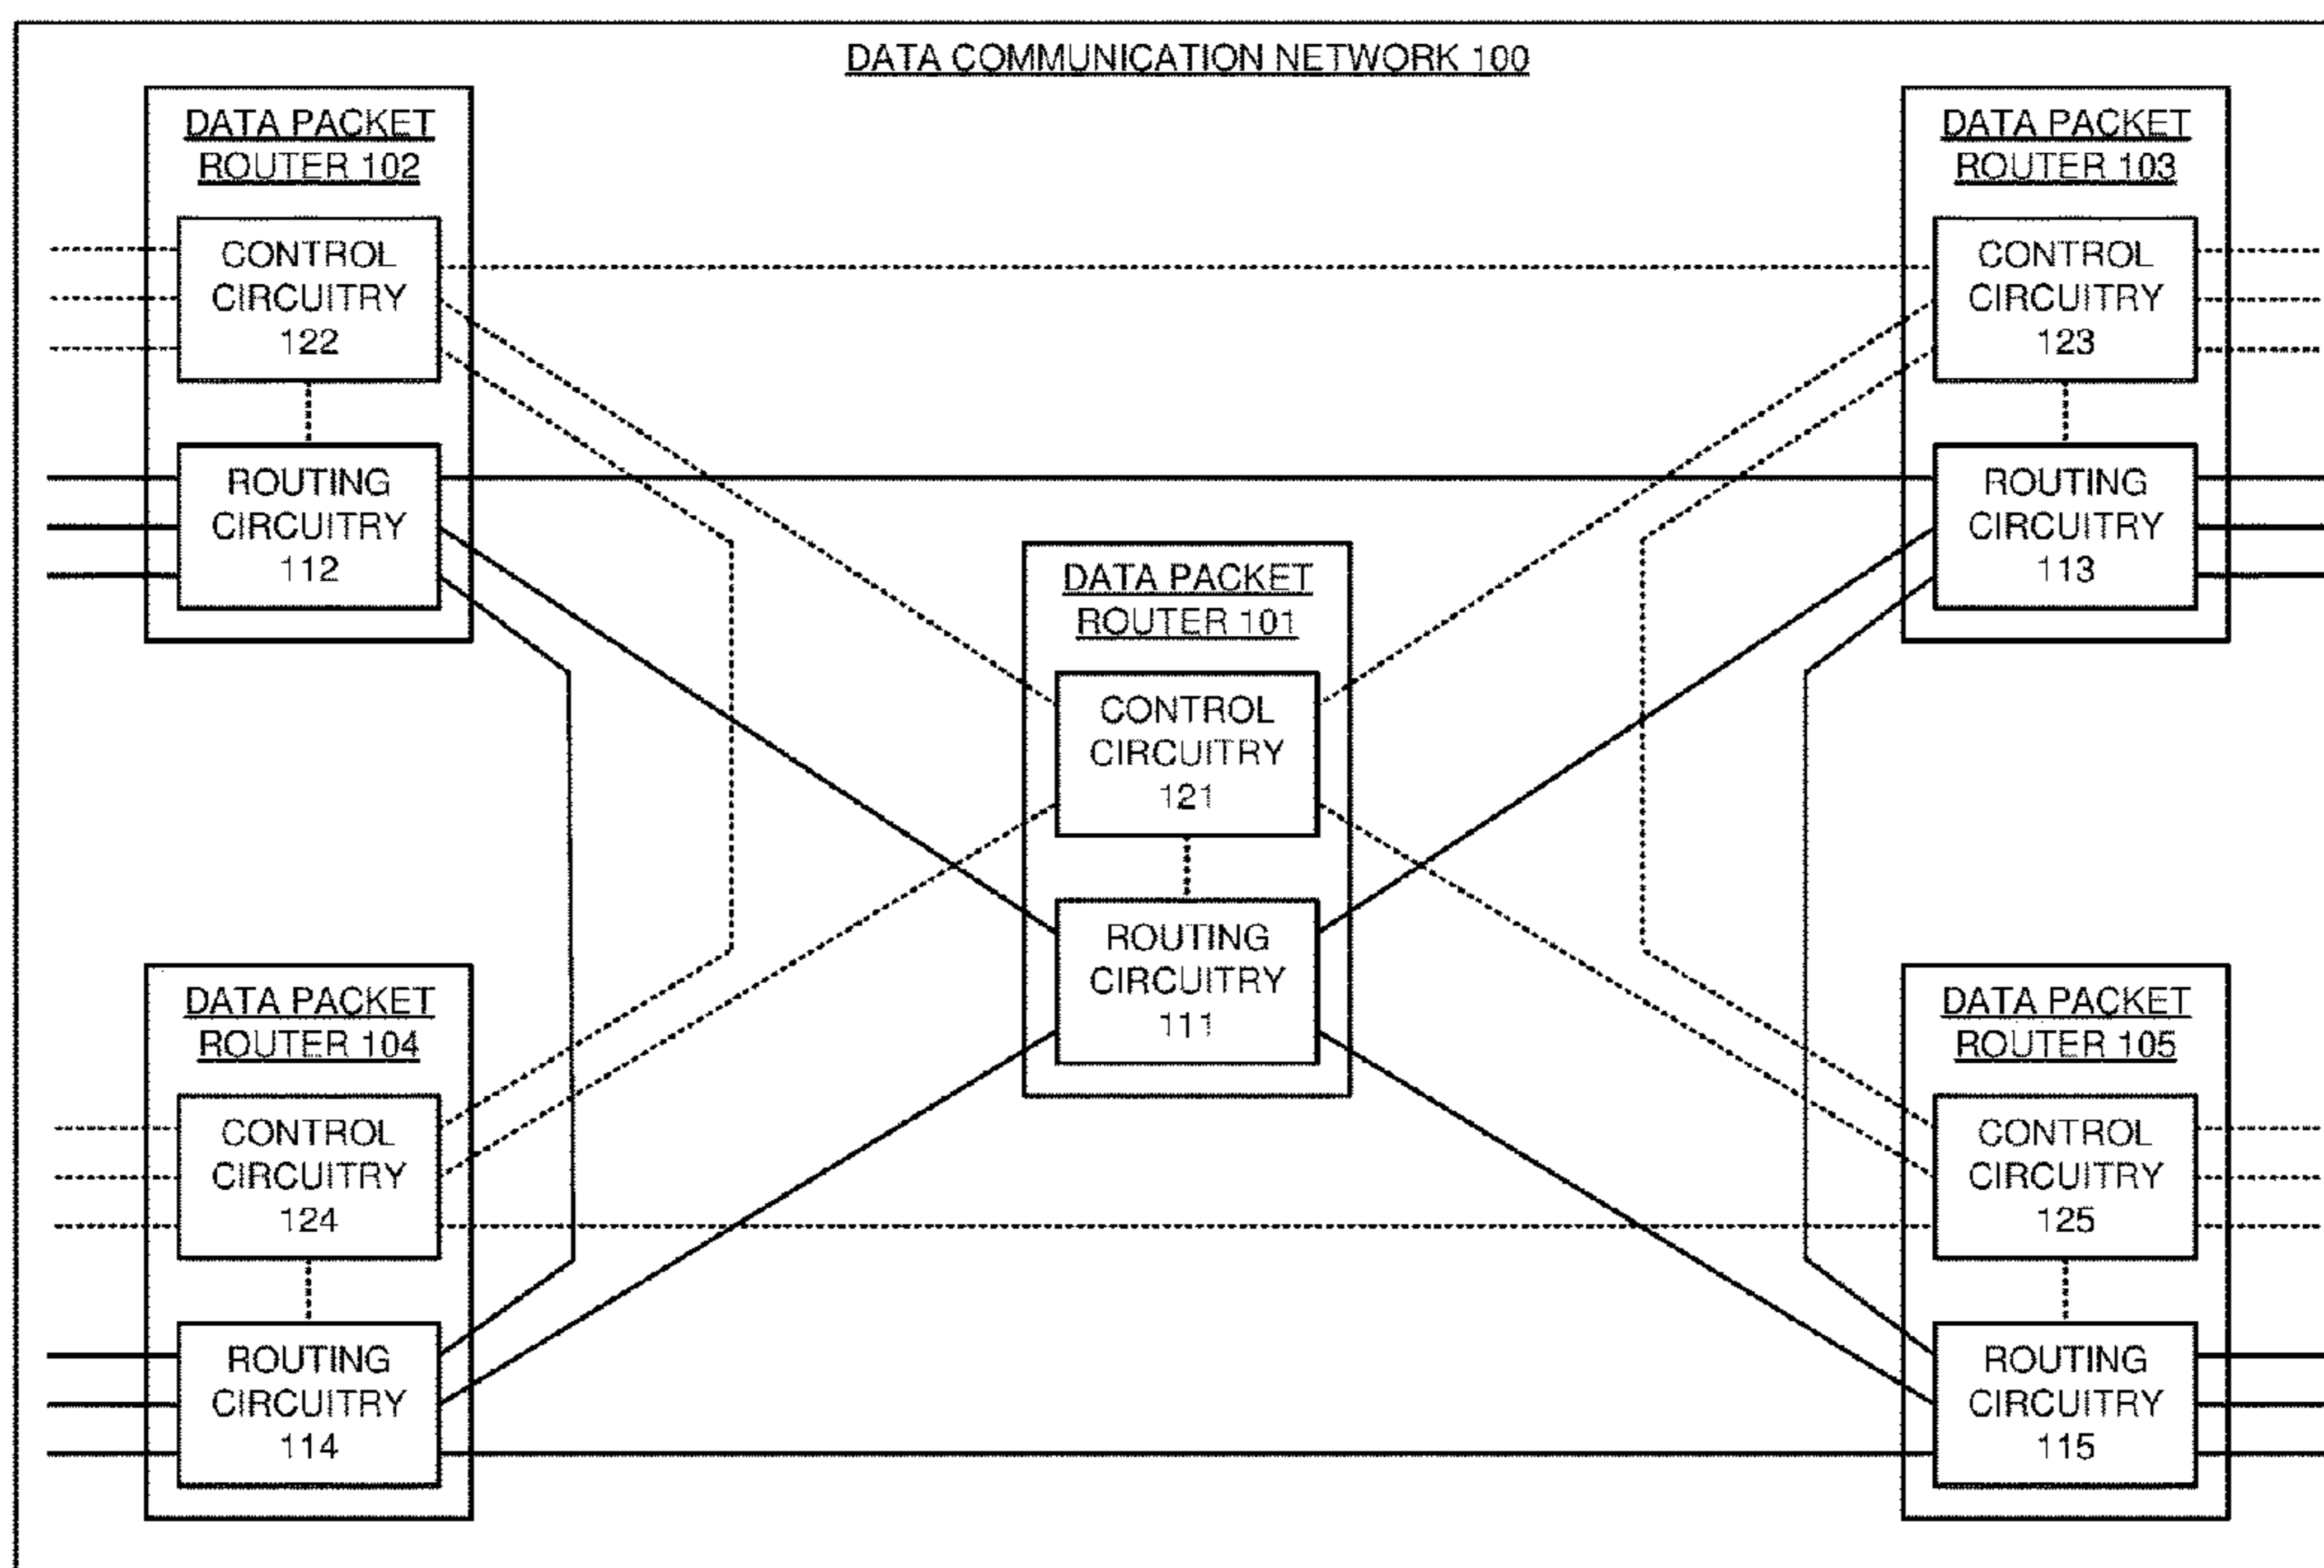 DATA COMMUNICATION NETWORK 100
DATA PACKET
ROUTER 102
CONTROL
CIRCUITRY
122
ROUTING
CIRCUITRY
112
DATA PACKET
ROUTER 103
CONTROL
CIRCUITRY
123
ROUTING
CIRCUITRY
113
DATA PACKET
ROUTER 101
CONTROL
CIRCUITRY
121
ROUTING
CIRCUITRY
111
DATA PACKET
ROUTER 104
CONTROL
CIRCUITRY
124
ROUTING
CIRCUITRY
114
DATA PACKET
ROUTER 105
CONTROL
CIRCUITRY
125
ROUTING
CIRCUITRY
115